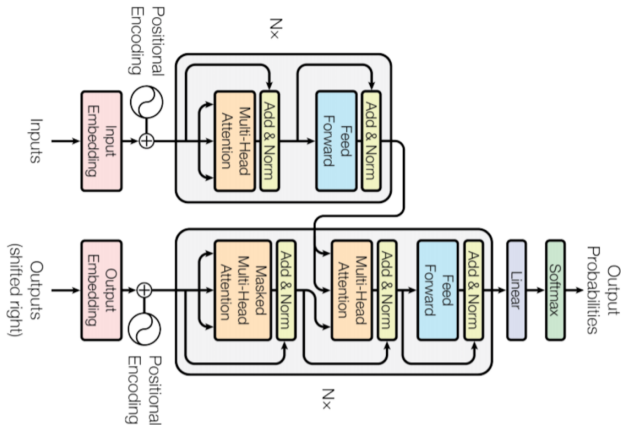 Output
Probabilities
Softmax
Linear
Add & Norm
Feed
Forward
Add & Norm
Multi-Head
Attention
Add & Norm
Masked
Multi-Head
Attention
Nx
Positional
Encoding
Output
Embedding
Outputs
(shifted right)
Nx
Add & Norm
Feed
Forward
Add & Norm
Multi-Head
Attention
Positional
Encoding
Input
Embedding
Inputs